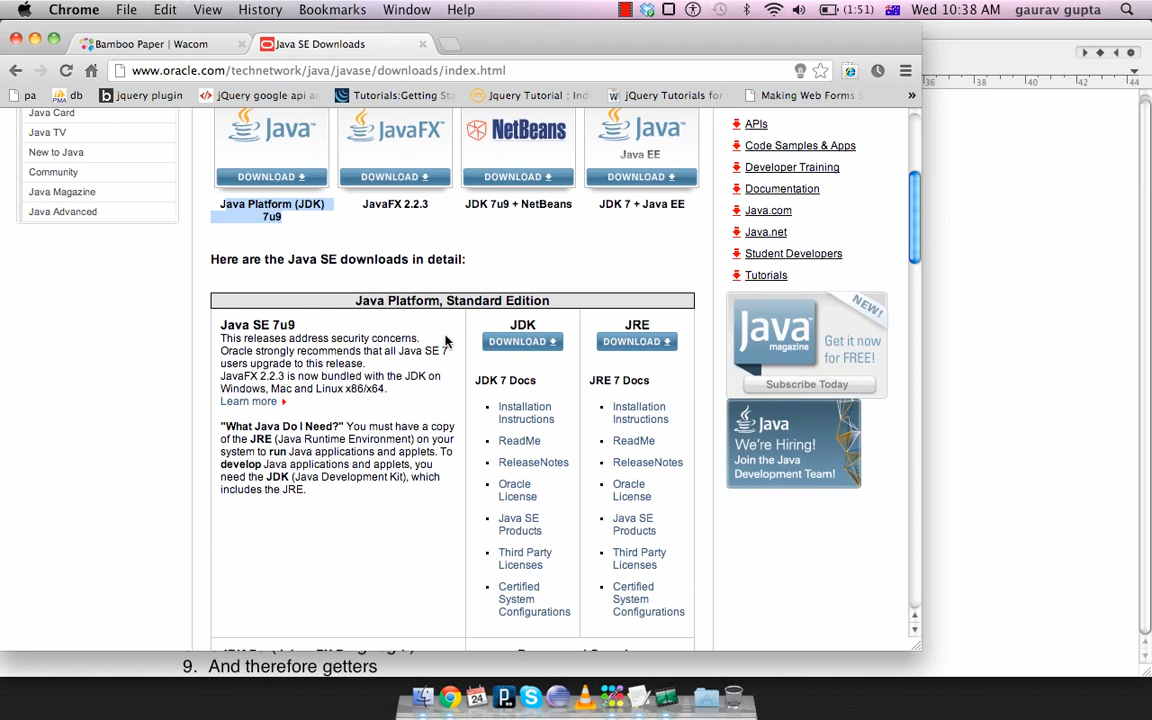 Chrome File Edit View History Bookmarks Window Help (1:51) Wed 10:38 AM gaurav gupta
Bamboo Paper | Wacom Java SE Downloads
www.oracle.com/technetwork/java/javase/downloads/index.html
pa db jquery plugin jQuery google api an Tutorials:Getting Sta Jquery Tutorial : Ind jQuery Tutorials for Making Web Forms S »
Java Card
Java TV
New to Java
Community
Java Magazine
Java Advanced
Java JavaFX NetBeans Java
Java EE
DOWNLOAD DOWNLOAD DOWNLOAD DOWNLOAD
Java Platform (JDK)
7u9
JavaFX 2.2.3
JDK 7u9 + NetBeans
JDK 7 + Java EE
Here are the Java SE downloads in detail:
Java Platform, Standard Edition
Java SE 7u9
This releases address security concerns.
Oracle strongly recommends that all Java SE 7
users upgrade to this release.
JavaFX 2.2.3 is now bundled with the JDK on
Windows, Mac and Linux x86/x64.
Learn more
"What Java Do I Need?" You must have a copy
of the JRE (Java Runtime Environment) on your
system to run Java applications and applets. To
develop Java applications and applets, you
need the JDK (Java Development Kit), which
includes the JRE.
JDK
DOWNLOAD
JDK 7 Docs
Installation
Instructions
ReadMe
ReleaseNotes
Oracle
License
Java SE
Products
Third Party
Licenses
Certified
System
Configurations
JRE
DOWNLOAD
JRE 7 Docs
Installation
Instructions
ReadMe
ReleaseNotes
Oracle
License
Java SE
Products
Third Party
Licenses
Certified
System
Configurations
APIs
Code Samples & Apps
Developer Training
Documentation
Java.com
Java.net
Student Developers
Tutorials
NEW!
Java
magazine
Get it now
for FREE!
Subscribe Today
Java
We're Hiring!
Join the Java
Development Team!
36 38 40 42 44
9. And therefore getters
24